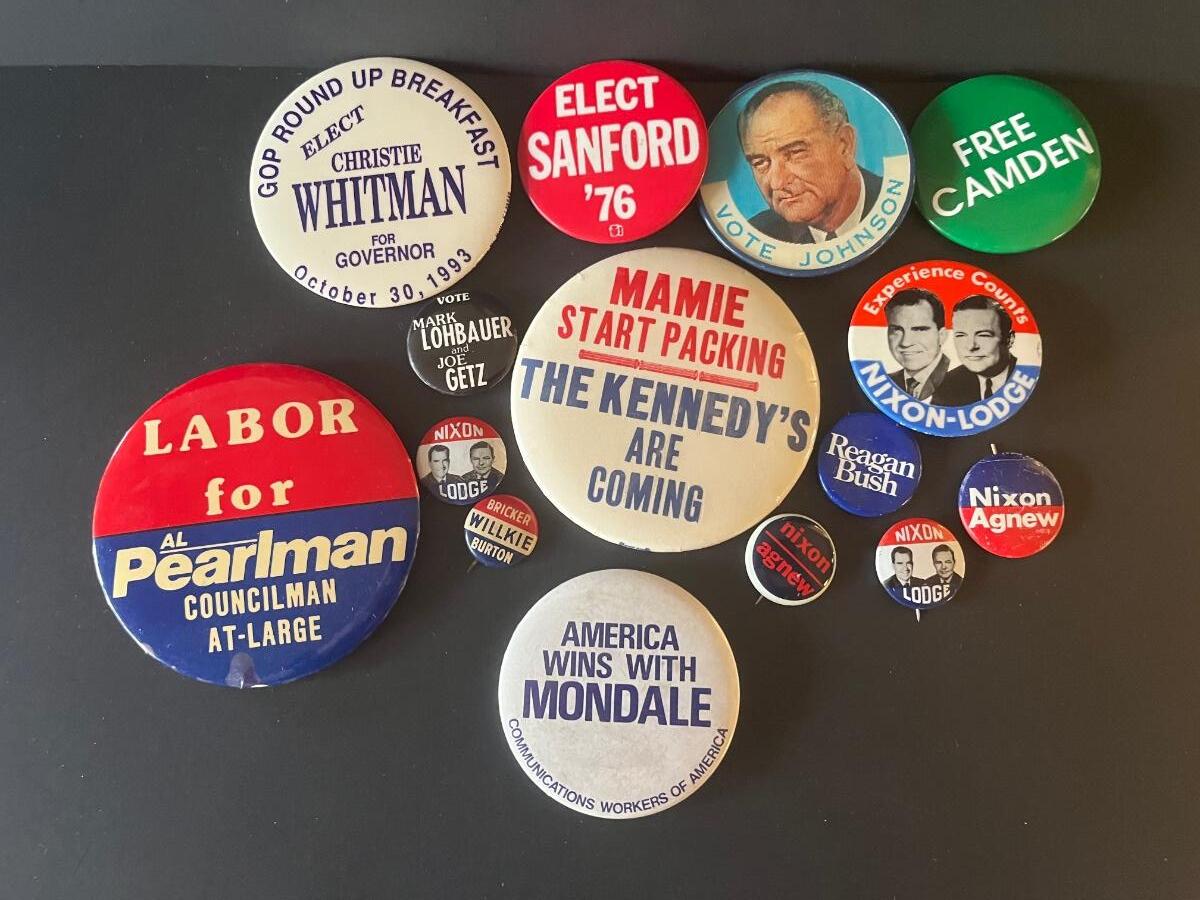 GOP ROUND UP BREAKFAST
ELECT
CHRISTIE
WHITMAN
FOR
GOVERNOR
October 30, 1993
ELECT
SANFORD
'76
VOTE JOHNSON
FREE
CAMDEN
VOTE
MARK
LOHBAUER
and
JOE
GETZ
MAMIE
START PACKING
THE KENNEDY'S
ARE
COMING
Experience Counts
NIXON-LODGE
LABOR
for
AL
Pearlman
COUNCILMAN
AT-LARGE
NIXON
LODGE
BRICKER
WILLKIE
BURTON
Reagan
Bush
Nixon
Agnew
nixon
agnew
NIXON
LODGE
AMERICA
WINS WITH
MONDALE
COMMUNICATIONS WORKERS OF AMERICA